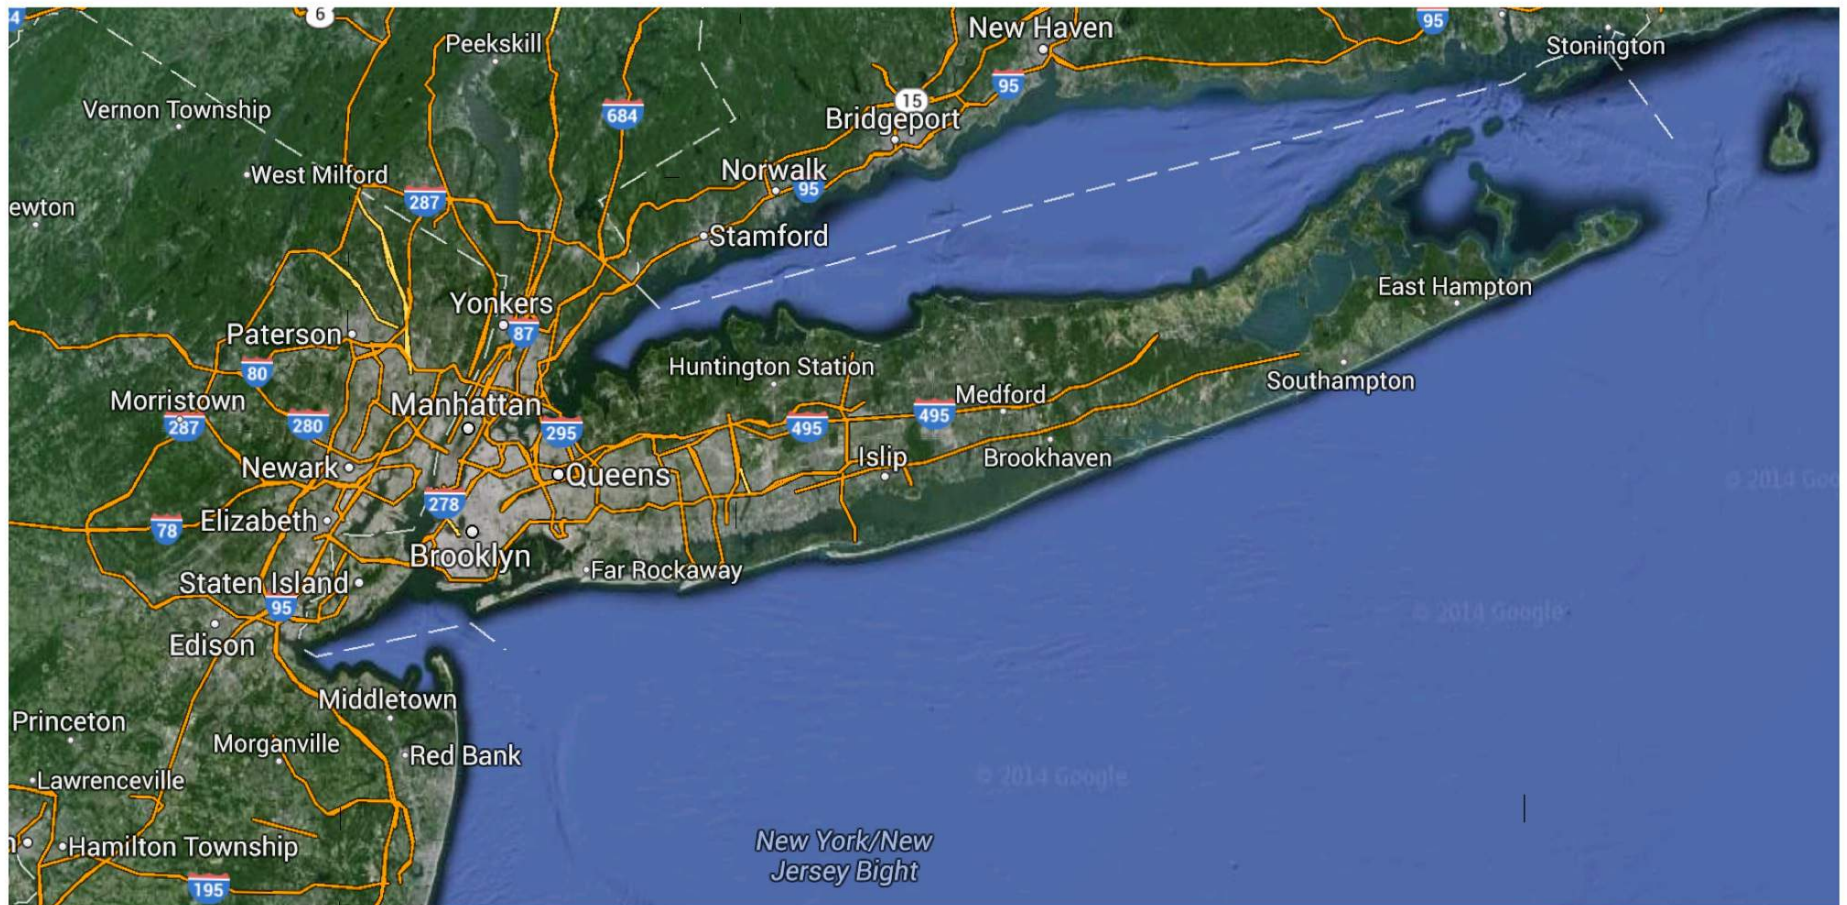 4
6
Peekskill
New Haven
95
Stonington
Vernon Township
684
15
95
Bridgeport
West Milford
287
Norwalk
95
ewton
Stamford
Yonkers
87
East Hampton
Paterson
80
Huntington Station
Southampton
Morristown
287
280
Manhattan
295
495
495
Medford
Newark
Queens
Islip
Brookhaven
278
© 2014 Goo
78
Elizabeth
Brooklyn
Far Rockaway
Staten Island
95
© 2014 Google
Edison
Middletown
Princeton
Morganville
Red Bank
Lawrenceville
© 2014 Google
Hamilton Township
New York/New
Jersey Bight
195